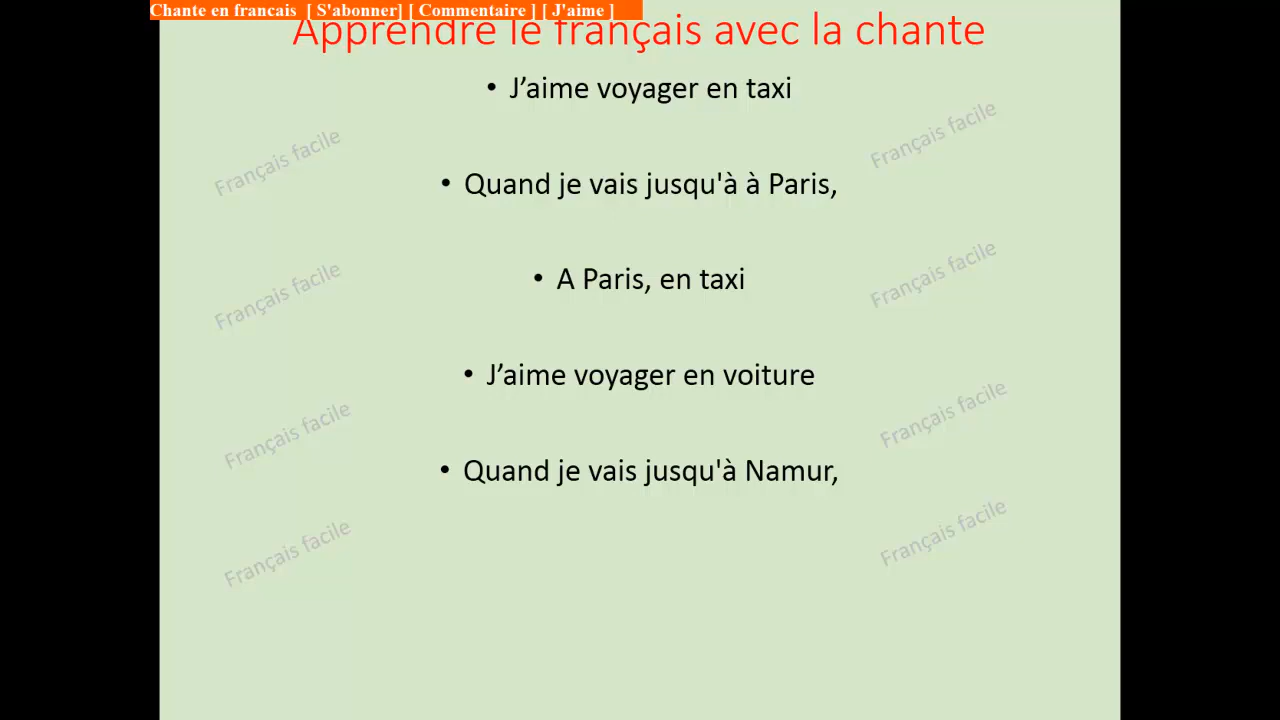 Chante en francais [ S'abonner] [ Commentaire ] [ J'aime ]
Apprendre le français avec la chante
• J’aime voyager en taxi
Français facile
Français facile
• Quand je vais jusqu'à à Paris,
Français facile
Français facile
• A Paris, en taxi
• J’aime voyager en voiture
Français facile
Français facile
• Quand je vais jusqu'à Namur,
Français facile
Français facile